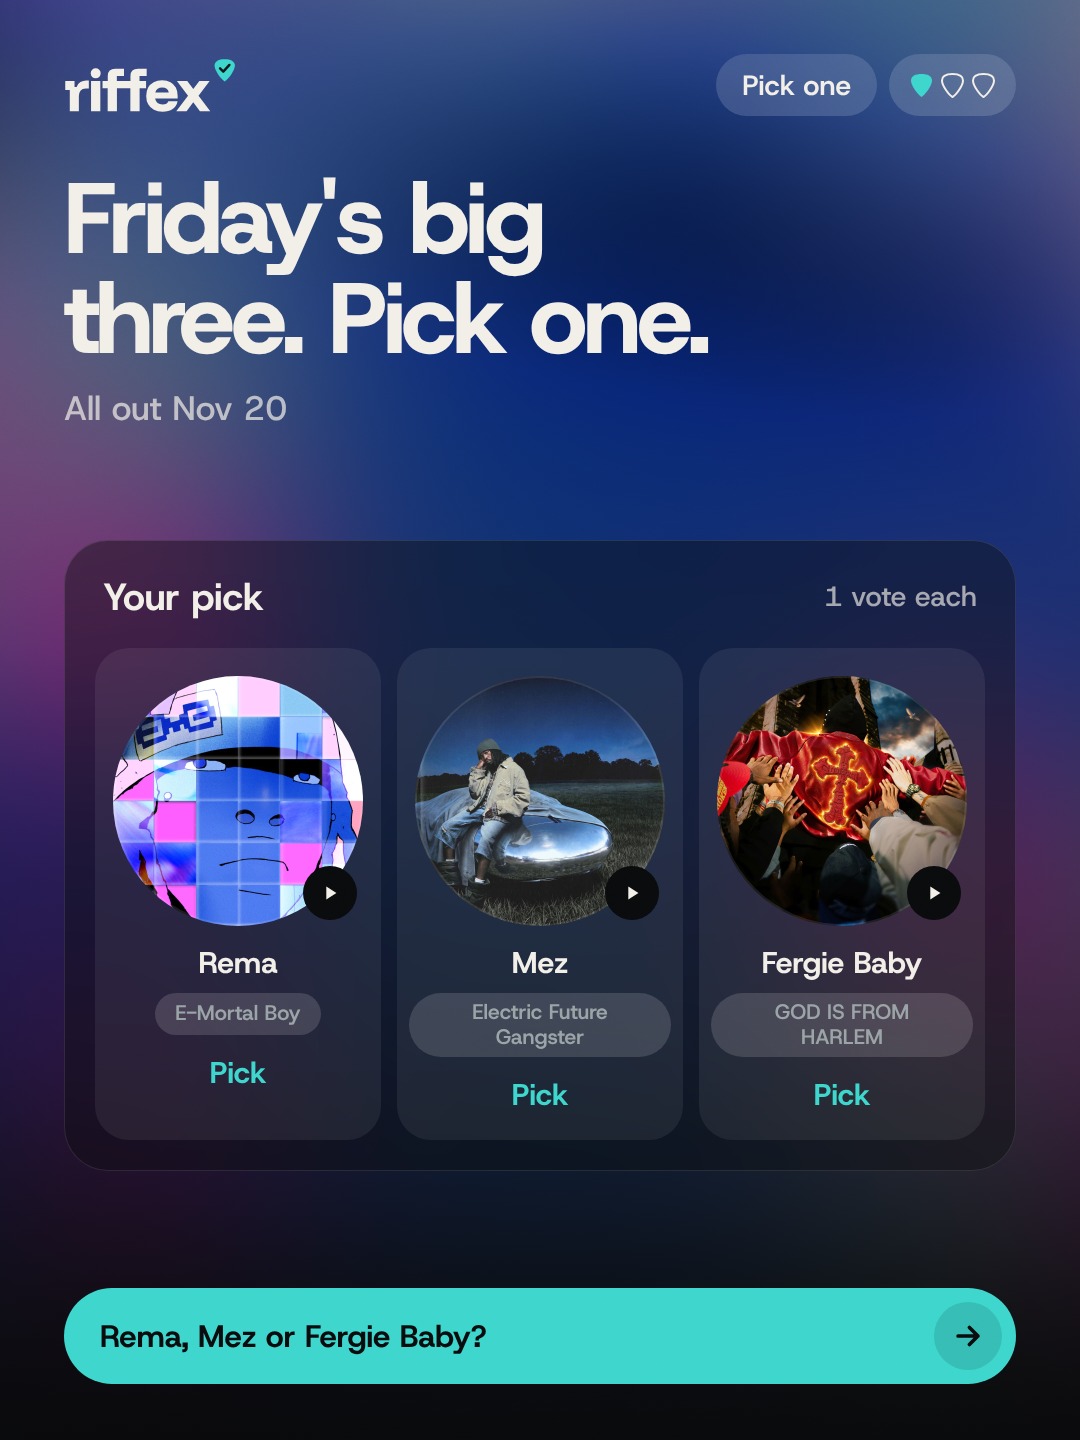 riffex
Pick one
Friday's big
three. Pick one.
All out Nov 20
Your pick
1 vote each
Rema
E-Mortal Boy
Pick
Mez
Electric Future
Gangster
Pick
Fergie Baby
GOD IS FROM
HARLEM
Pick
Rema, Mez or Fergie Baby?